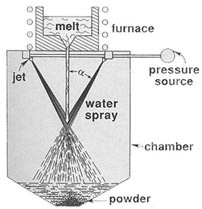 melt
furnace
jet
α
pressure
source
water
spray
chamber
powder